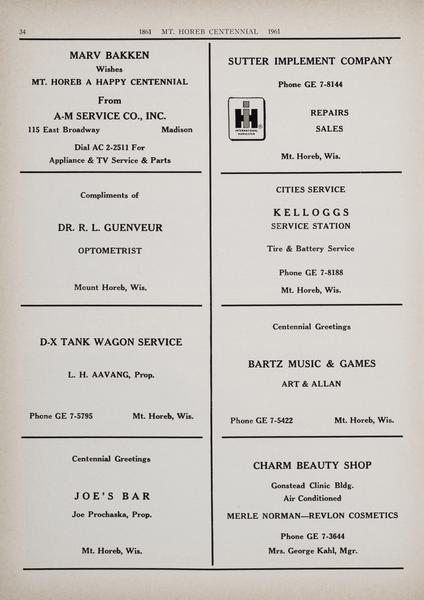 34
1861 MT. HOREB CENTENNIAL 1961
MARV BAKKEN
Wishes
MT. HOREB A HAPPY CENTENNIAL
From
A-M SERVICE CO., INC.
115 East Broadway Madison
Dial AC 2-2511 For
Appliance & TV Service & Parts
Compliments of
DR. R. L. GUENVEUR
OPTOMETRIST
Mount Horeb, Wis.
D-X TANK WAGON SERVICE
L. H. AAVANG, Prop.
Phone GE 7-5795 Mt. Horeb, Wis.
Centennial Greetings
JOE'S BAR
Joe Prochaska, Prop.
Mt. Horeb, Wis.
SUTTER IMPLEMENT COMPANY
Phone GE 7-8144
IH
INTERNATIONAL
HARVESTER
®
REPAIRS
SALES
Mt. Horeb, Wis.
CITIES SERVICE
KELLOGGS
SERVICE STATION
Tire & Battery Service
Phone GE 7-8188
Mt. Horeb, Wis.
Centennial Greetings
BARTZ MUSIC & GAMES
ART & ALLAN
Phone GE 7-5422 Mt. Horeb, Wis.
CHARM BEAUTY SHOP
Gonstead Clinic Bldg.
Air Conditioned
MERLE NORMAN—REVLON COSMETICS
Phone GE 7-3644
Mrs. George Kahl, Mgr.